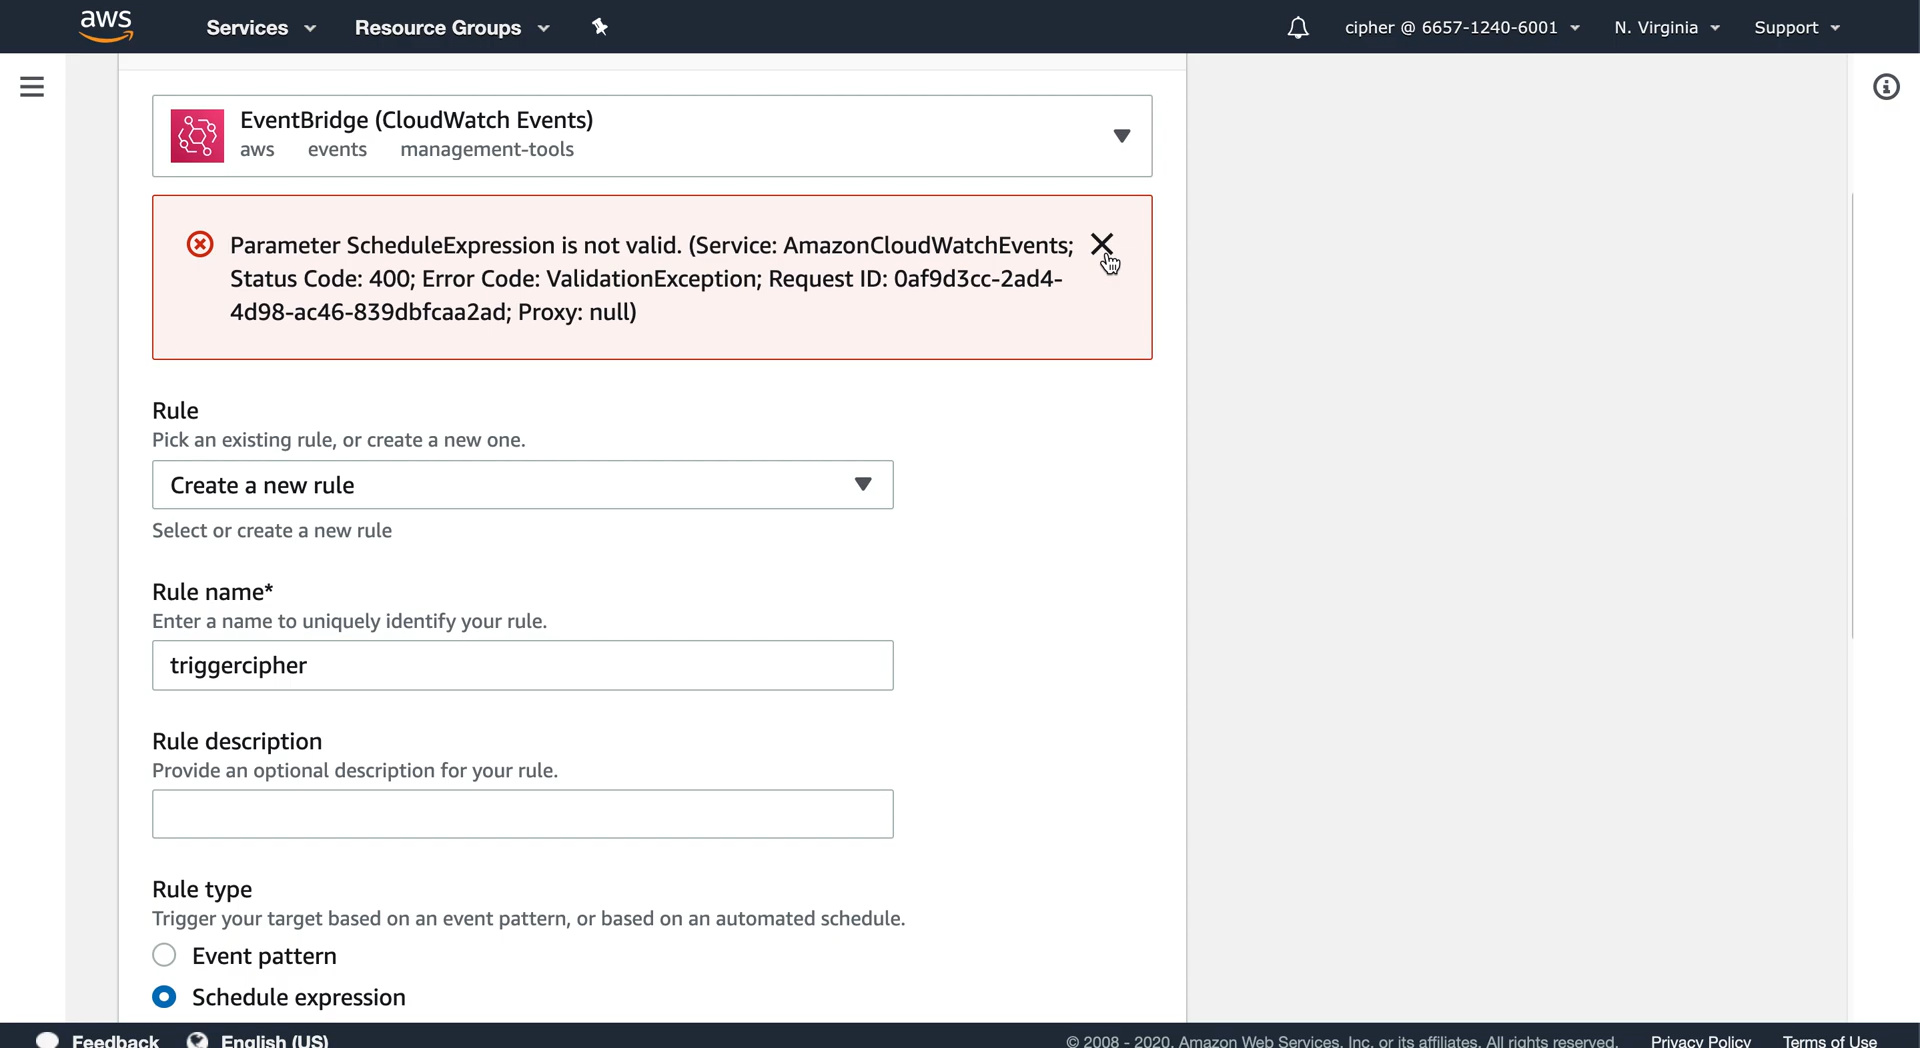 aws
Services
Resource Groups
cipher @ 6657-1240-6001
N. Virginia
Support
EventBridge (CloudWatch Events)
aws events management-tools
Parameter ScheduleExpression is not valid. (Service: AmazonCloudWatchEvents;
Status Code: 400; Error Code: ValidationException; Request ID: 0af9d3cc-2ad4-
4d98-ac46-839dbfcaa2ad; Proxy: null)
Rule
Pick an existing rule, or create a new one.
Create a new rule
Select or create a new rule
Rule name*
Enter a name to uniquely identify your rule.
triggercipher
Rule description
Provide an optional description for your rule.
Rule type
Trigger your target based on an event pattern, or based on an automated schedule.
Event pattern
Schedule expression
Feedback
English (US)
© 2008 - 2020, Amazon Web Services, Inc. or its affiliates. All rights reserved.
Privacy Policy
Terms of Use